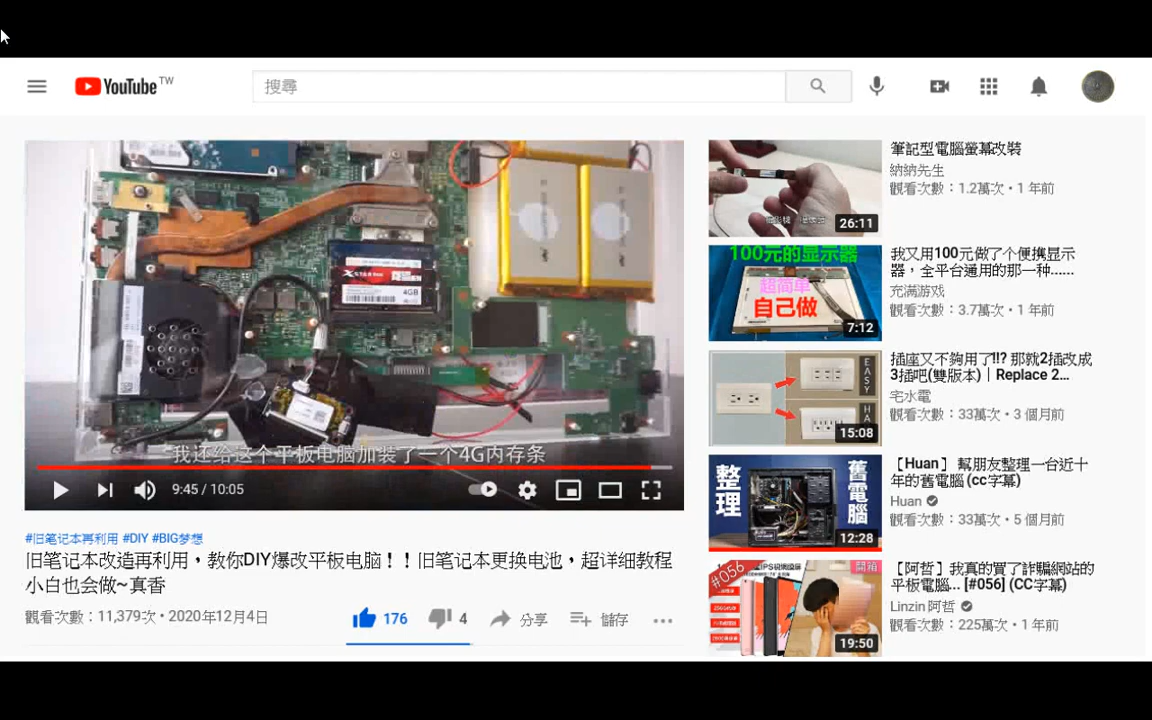 YouTube TW
搜尋
XSTAR
4GB
我还给这个平板电脑加装了一个4G内存条
9:45 / 10:05
#旧笔记本再利用 #DIY #BIG梦想
旧笔记本改造再利用，教你DIY爆改平板电脑！！旧笔记本更换电池，超详细教程
小白也会做~真香
觀看次數：11,379次 • 2020年12月4日
176
4
分享
儲存
26:11
筆記型電腦螢幕改裝
納納先生
觀看次數：1.2萬次 • 1 年前
100元的显示器
超簡单
自己做
7:12
我又用100元做了个便携显示
器，全平台通用的那一种......
充满游戏
觀看次數：3.7萬次 • 1 年前
EASY
HA
15:08
插座又不夠用了!!? 那就2插改成
3插吧(雙版本)｜Replace 2...
宅水電
觀看次數：33萬次 • 3 個月前
整理
舊電腦
12:28
【Huan】 幫朋友整理一台近十
年的舊電腦 (cc字幕)
Huan
觀看次數：33萬次 • 5 個月前
#056
開箱
19:50
【阿哲】我真的買了詐騙網站的
平板電腦... [#056] (CC字幕)
Linzin 阿哲
觀看次數：225萬次 • 1 年前